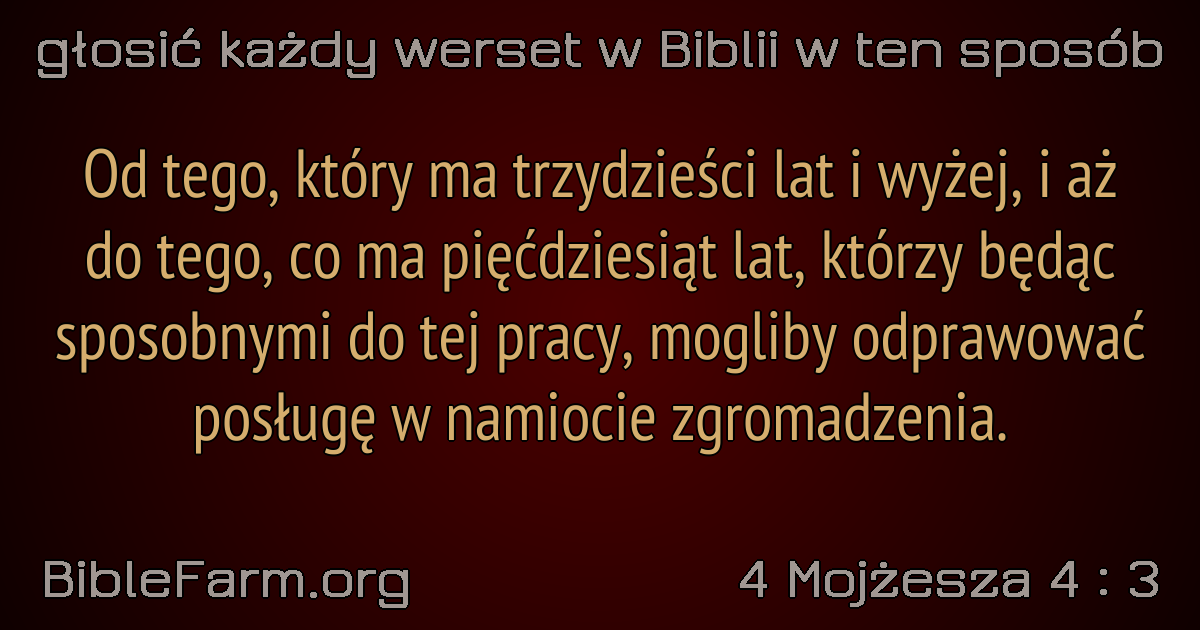 głosić każdy werset w Biblii w ten sposób
Od tego, który ma trzydzieści lat i wyżej, i aż
do tego, co ma pięćdziesiąt lat, którzy będąc
sposobnymi do tej pracy, mogliby odprawować
posługę w namiocie zgromadzenia.
BibleFarm.org
4 Mojżesza 4 : 3